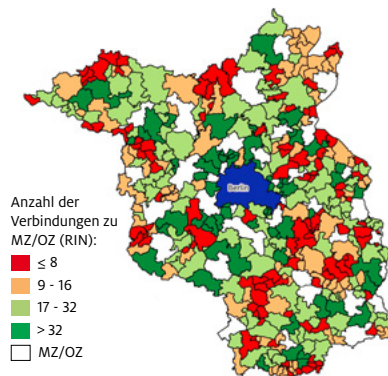 Berlin
Anzahl der
Verbindungen zu
MZ/OZ (RIN):
≤ 8
9 - 16
17 - 32
> 32
MZ/OZ